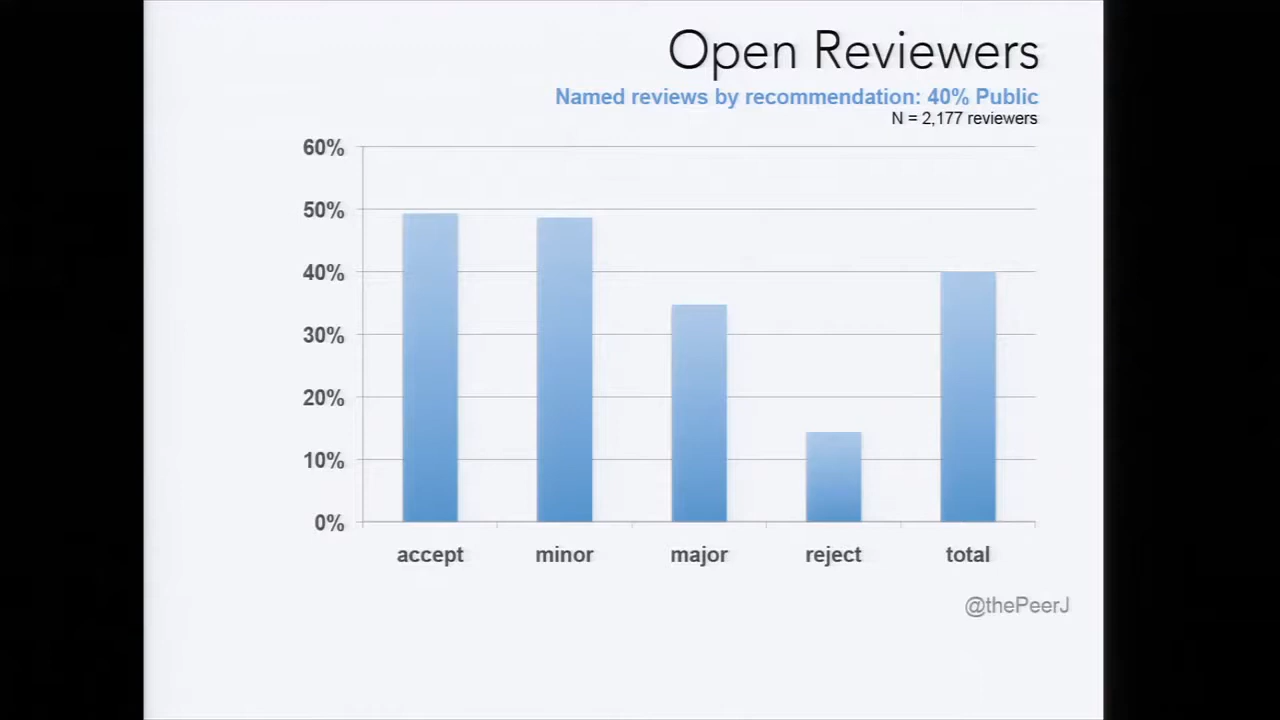 Open Reviewers
Named reviews by recommendation: 40% Public
N = 2,177 reviewers
60%
50%
40%
30%
20%
10%
0%
accept minor major reject total
@thePeerJ